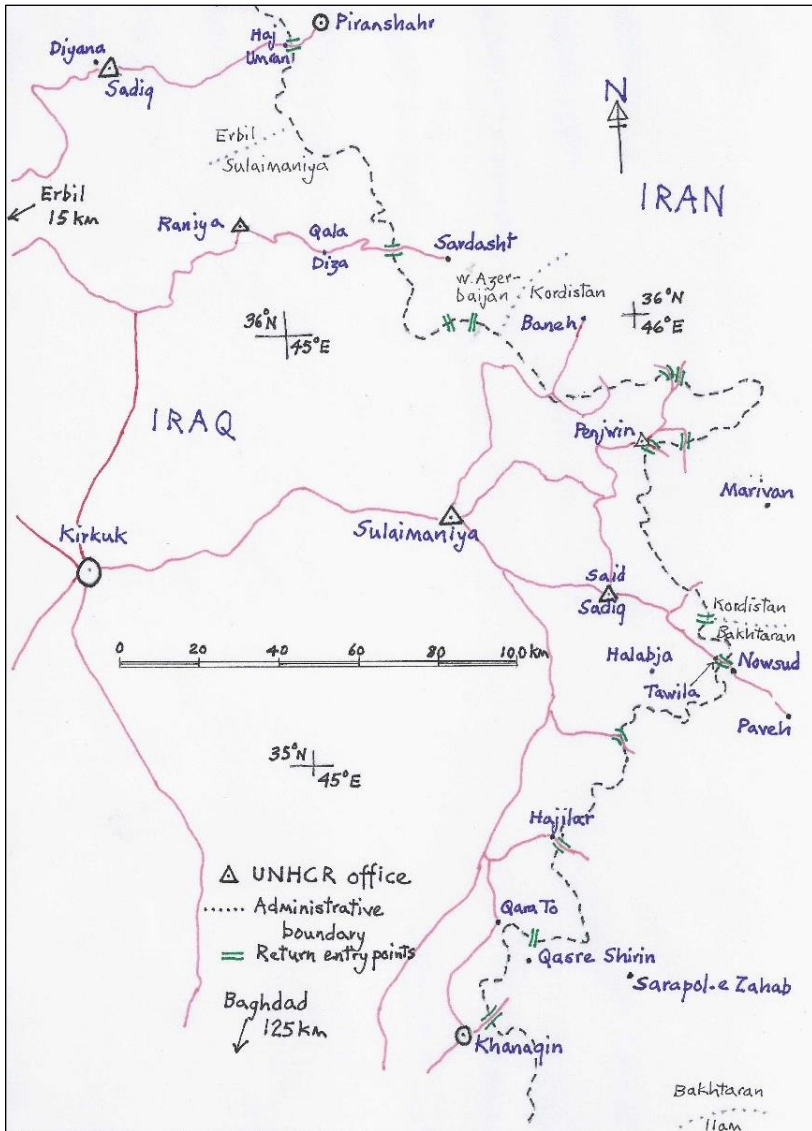 Piranshahr
Haj
Umran
Diyana
Sadiq
N
Erbil
Sulaimaniya
IRAN
Erbil
15 km
Raniya
Qala
Diza
Sardasht
W. Azer-
baijan
Kordistan
36°N
45°E
Baneh
36°N
46°E
IRAQ
Penjwin
Marivan
Kirkuk
Sulaimaniya
Said
Sadiq
Kordistan
Bakhtaran
0 20 40 60 80 100 km
Halabja
Nowsud
Tawila
Paveh
35°N
45°E
Hajilar
UNHCR office
Administrative
boundary
Return entry points
Qara To
Qasre Shirin
Sarapol-e Zahab
Baghdad
125 km
Khanaqin
Bakhtaran
Ilam